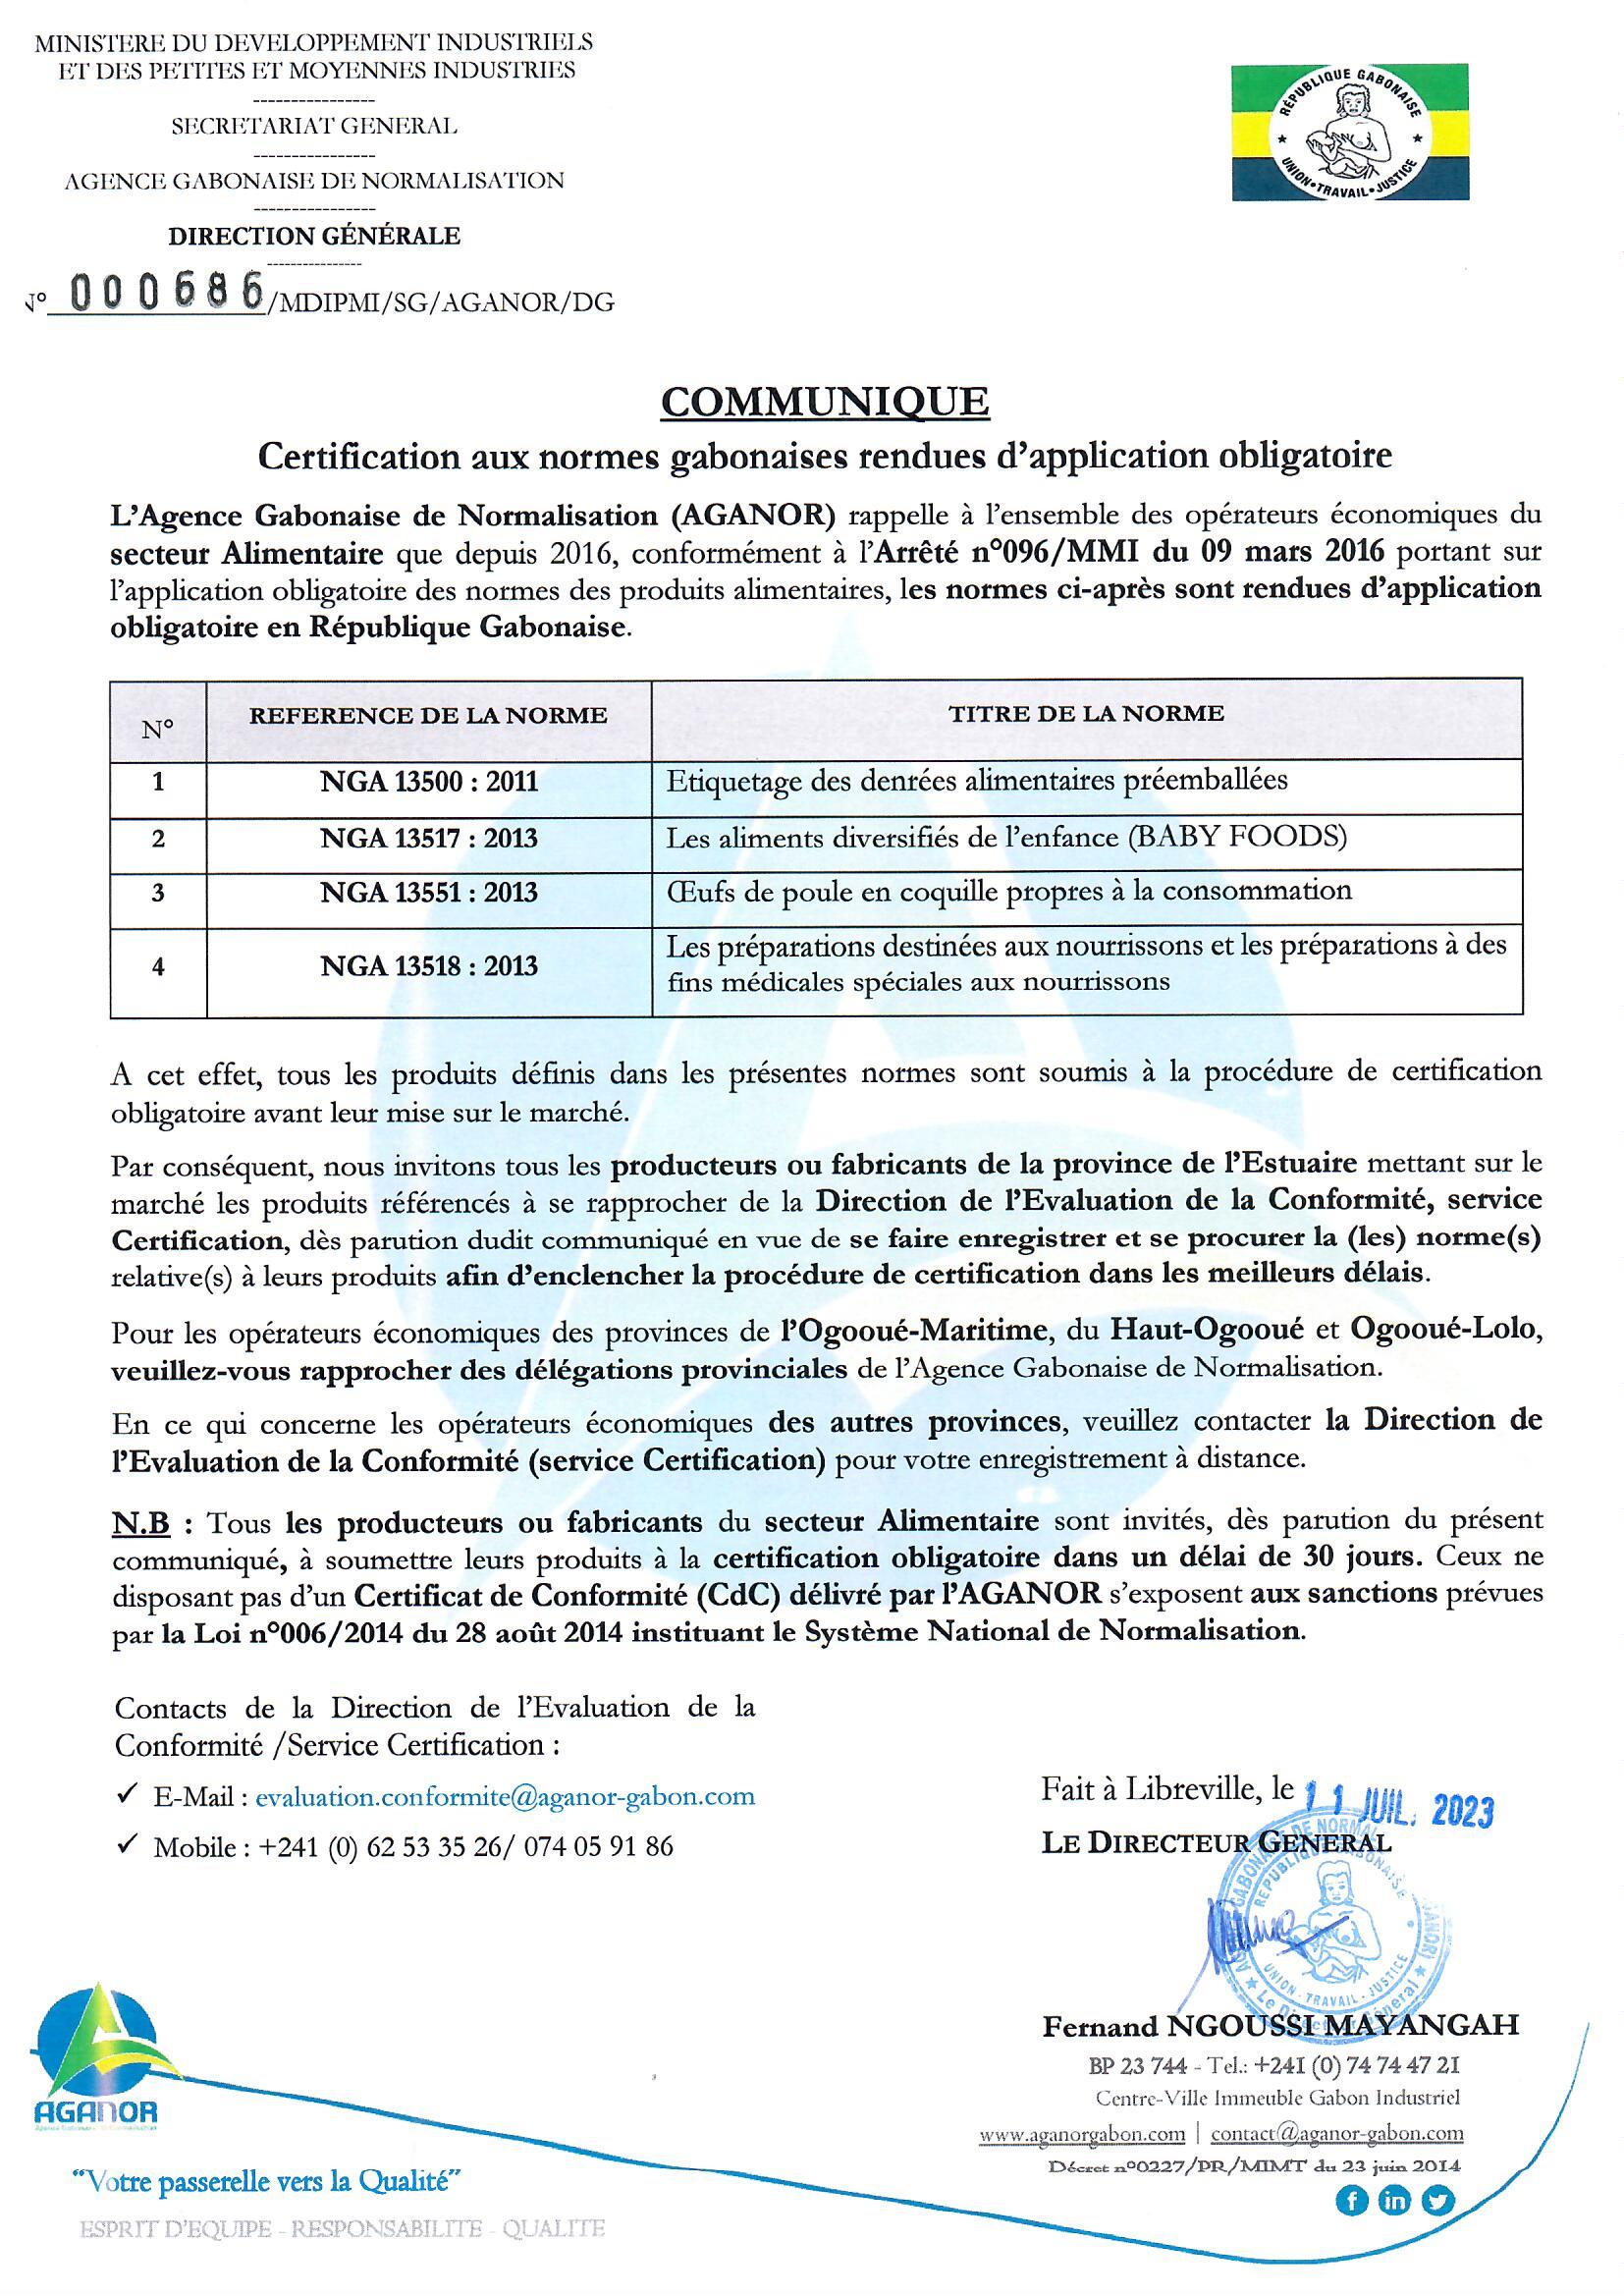 MINISTERE DU DEVELOPPEMENT INDUSTRIELS
ET DES PETITES ET MOYENNES INDUSTRIES
----------------
SECRETARIAT GENERAL
----------------
AGENCE GABONAISE DE NORMALISATION
----------------
DIRECTION GÉNÉRALE
----------------
N° 000686/MDIPMI/SG/AGANOR/DG
RÉPUBLIQUE GABONAISE
UNION•TRAVAIL•JUSTICE
COMMUNIQUE
Certification aux normes gabonaises rendues d'application obligatoire
L'Agence Gabonaise de Normalisation (AGANOR) rappelle à l'ensemble des opérateurs économiques du
secteur Alimentaire que depuis 2016, conformément à l'Arrêté n°096/MMI du 09 mars 2016 portant sur
l'application obligatoire des normes des produits alimentaires, les normes ci-après sont rendues d'application
obligatoire en République Gabonaise.
N° REFERENCE DE LA NORME TITRE DE LA NORME
1 NGA 13500 : 2011 Etiquetage des denrées alimentaires préemballées
2 NGA 13517 : 2013 Les aliments diversifiés de l'enfance (BABY FOODS)
3 NGA 13551 : 2013 Œufs de poule en coquille propres à la consommation
4 NGA 13518 : 2013 Les préparations destinées aux nourrissons et les préparations à des
fins médicales spéciales aux nourrissons
A cet effet, tous les produits définis dans les présentes normes sont soumis à la procédure de certification
obligatoire avant leur mise sur le marché.
Par conséquent, nous invitons tous les producteurs ou fabricants de la province de l'Estuaire mettant sur le
marché les produits référencés à se rapprocher de la Direction de l'Evaluation de la Conformité, service
Certification, dès parution dudit communiqué en vue de se faire enregistrer et se procurer la (les) norme(s)
relative(s) à leurs produits afin d'enclencher la procédure de certification dans les meilleurs délais.
Pour les opérateurs économiques des provinces de l'Ogooué-Maritime, du Haut-Ogooué et Ogooué-Lolo,
veuillez-vous rapprocher des délégations provinciales de l'Agence Gabonaise de Normalisation.
En ce qui concerne les opérateurs économiques des autres provinces, veuillez contacter la Direction de
l'Evaluation de la Conformité (service Certification) pour votre enregistrement à distance.
N.B : Tous les producteurs ou fabricants du secteur Alimentaire sont invités, dès parution du présent
communiqué, à soumettre leurs produits à la certification obligatoire dans un délai de 30 jours. Ceux ne
disposant pas d'un Certificat de Conformité (CdC) délivré par l'AGANOR s'exposent aux sanctions prévues
par la Loi n°006/2014 du 28 août 2014 instituant le Système National de Normalisation.
Contacts de la Direction de l'Evaluation de la
Conformité /Service Certification :
✓ E-Mail : evaluation.conformite@aganor-gabon.com
✓ Mobile : +241 (0) 62 53 35 26/ 074 05 91 86
Fait à Libreville, le 11 JUIL. 2023
LE DIRECTEUR GENERAL
REPUBLIQUE GABONAISE
UNION - TRAVAIL - JUSTICE
★ Le Directeur Général ★
Fernand NGOUSSI MAYANGAH
BP 23 744 - Tel.: +241 (0) 74 74 47 21
Centre-Ville Immeuble Gabon Industriel
www.aganorgabon.com | contact@aganor-gabon.com
Décret n°0227/PR/MIMT du 23 juin 2014
AGANOR
"Votre passerelle vers la Qualité"
ESPRIT D'EQUIPE - RESPONSABILITE - QUALITE